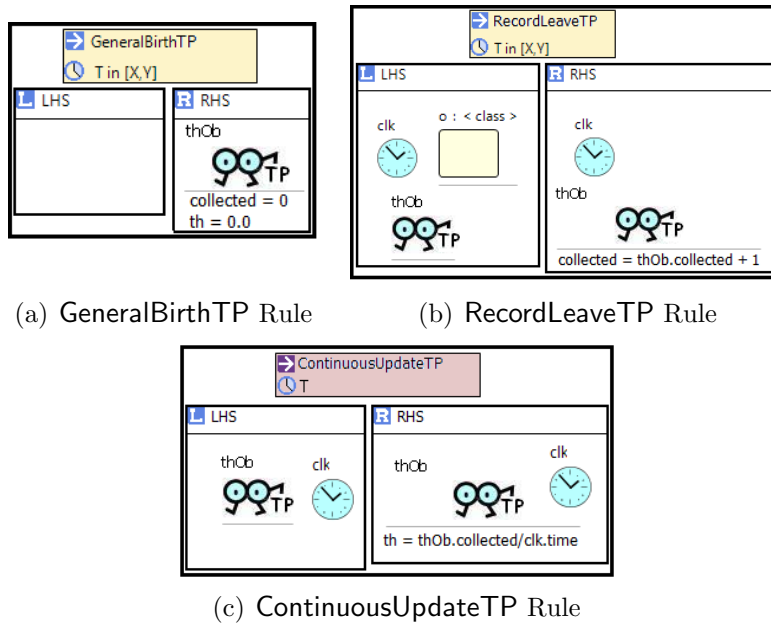 GeneralBirthTP
T in [X,Y]
L LHS
R RHS
thOb
TP
collected = 0
th = 0.0
RecordLeaveTP
T in [X,Y]
L LHS
R RHS
clk
o : < class >
thOb
TP
clk
thOb
TP
collected = thOb.collected + 1
(a) GeneralBirthTP Rule
(b) RecordLeaveTP Rule
ContinuousUpdateTP
T
L LHS
R RHS
thOb
clk
TP
thOb
clk
TP
th = thOb.collected/clk.time
(c) ContinuousUpdateTP Rule